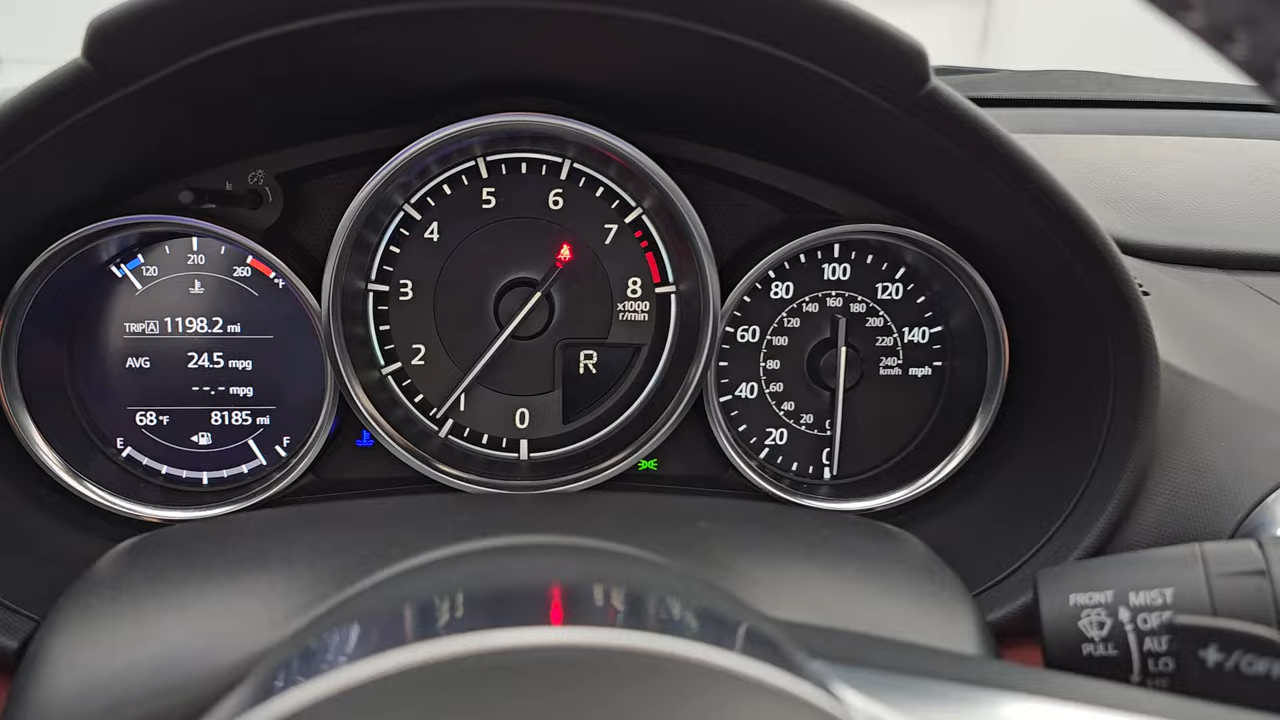 120 210 260 °F
TRIP A 1198.2 mi
AVG 24.5 mpg
--.- mpg
68 °F 8185 mi
E F
0 1 2 3 4 5 6 7 8
x1000
r/min
R
0 20 40 60 80 100 120 140
mph
0 20 40 60 80 100 120 140 160 180 200 220 240
km/h
FRONT
PULL
MIST
OFF
LO